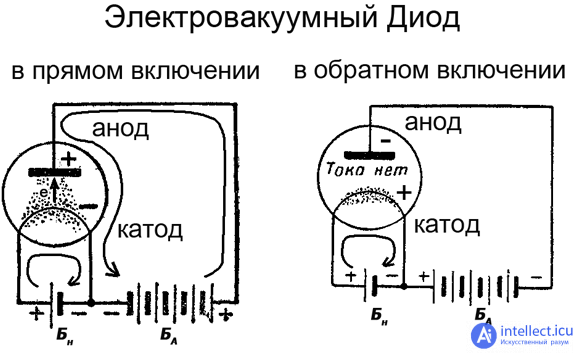 Электровакуумный Диод
в прямом включении
в обратном включении
анод
+
e
−
катод
+ − − +
Бн
БА
анод
-
Тока нет
+
катод
+ − + −
Бн
БА
intellect.icu
Искусственный разум